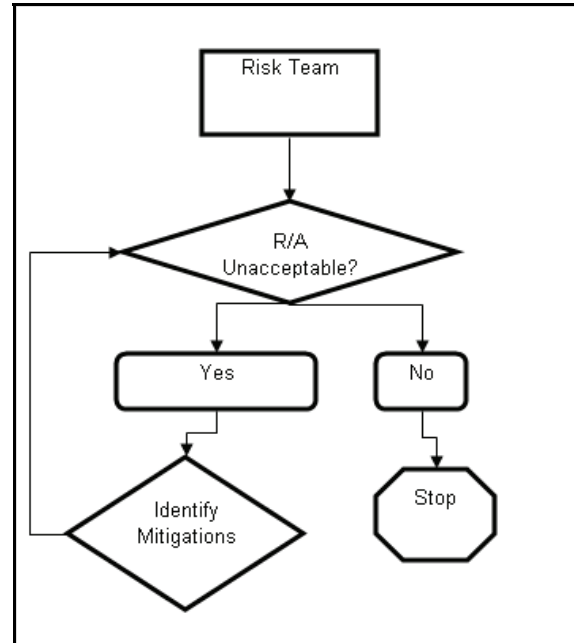 Risk Team
R/A
Unacceptable?
Yes
No
Identify
Mitigations
Stop